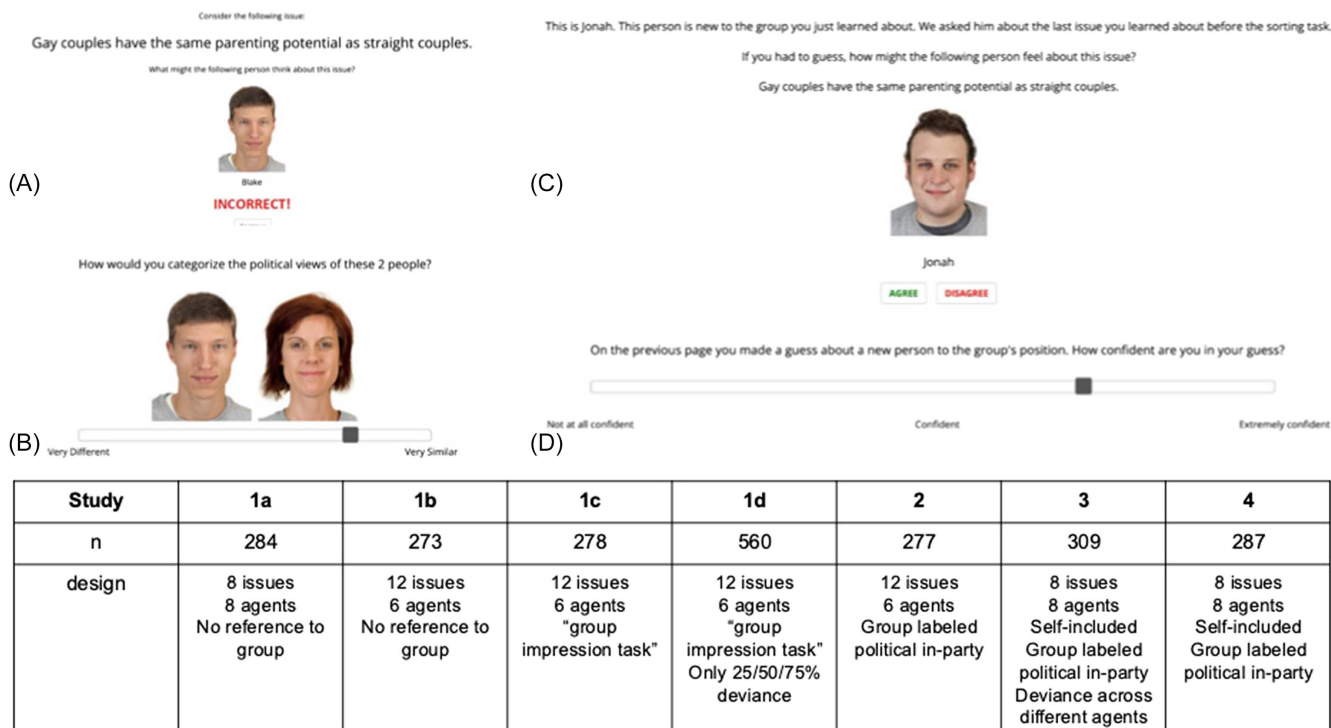 Consider the following issue:
Gay couples have the same parenting potential as straight couples.
What might the following person think about this issue?
Blake
(A)
INCORRECT!
How would you categorize the political views of these 2 people?
(B)
Very Different
Very Similar
This is Jonah. This person is new to the group you just learned about. We asked him about the last issue you learned about before the sorting task.
If you had to guess, how might the following person feel about this issue?
Gay couples have the same parenting potential as straight couples.
(C)
Jonah
AGREE DISAGREE
On the previous page you made a guess about a new person to the group's position. How confident are you in your guess?
(D)
Not at all confident
Confident
Extremely confident
Study 1a 1b 1c 1d 2 3 4
n 284 273 278 560 277 309 287
design
8 issues
8 agents
No reference to
group
12 issues
6 agents
No reference to
group
12 issues
6 agents
“group
impression task”
12 issues
6 agents
“group
impression task”
Only 25/50/75%
deviance
12 issues
6 agents
Group labeled
political in-party
8 issues
8 agents
Self-included
Group labeled
political in-party
Deviance across
different agents
8 issues
8 agents
Self-included
Group labeled
political in-party